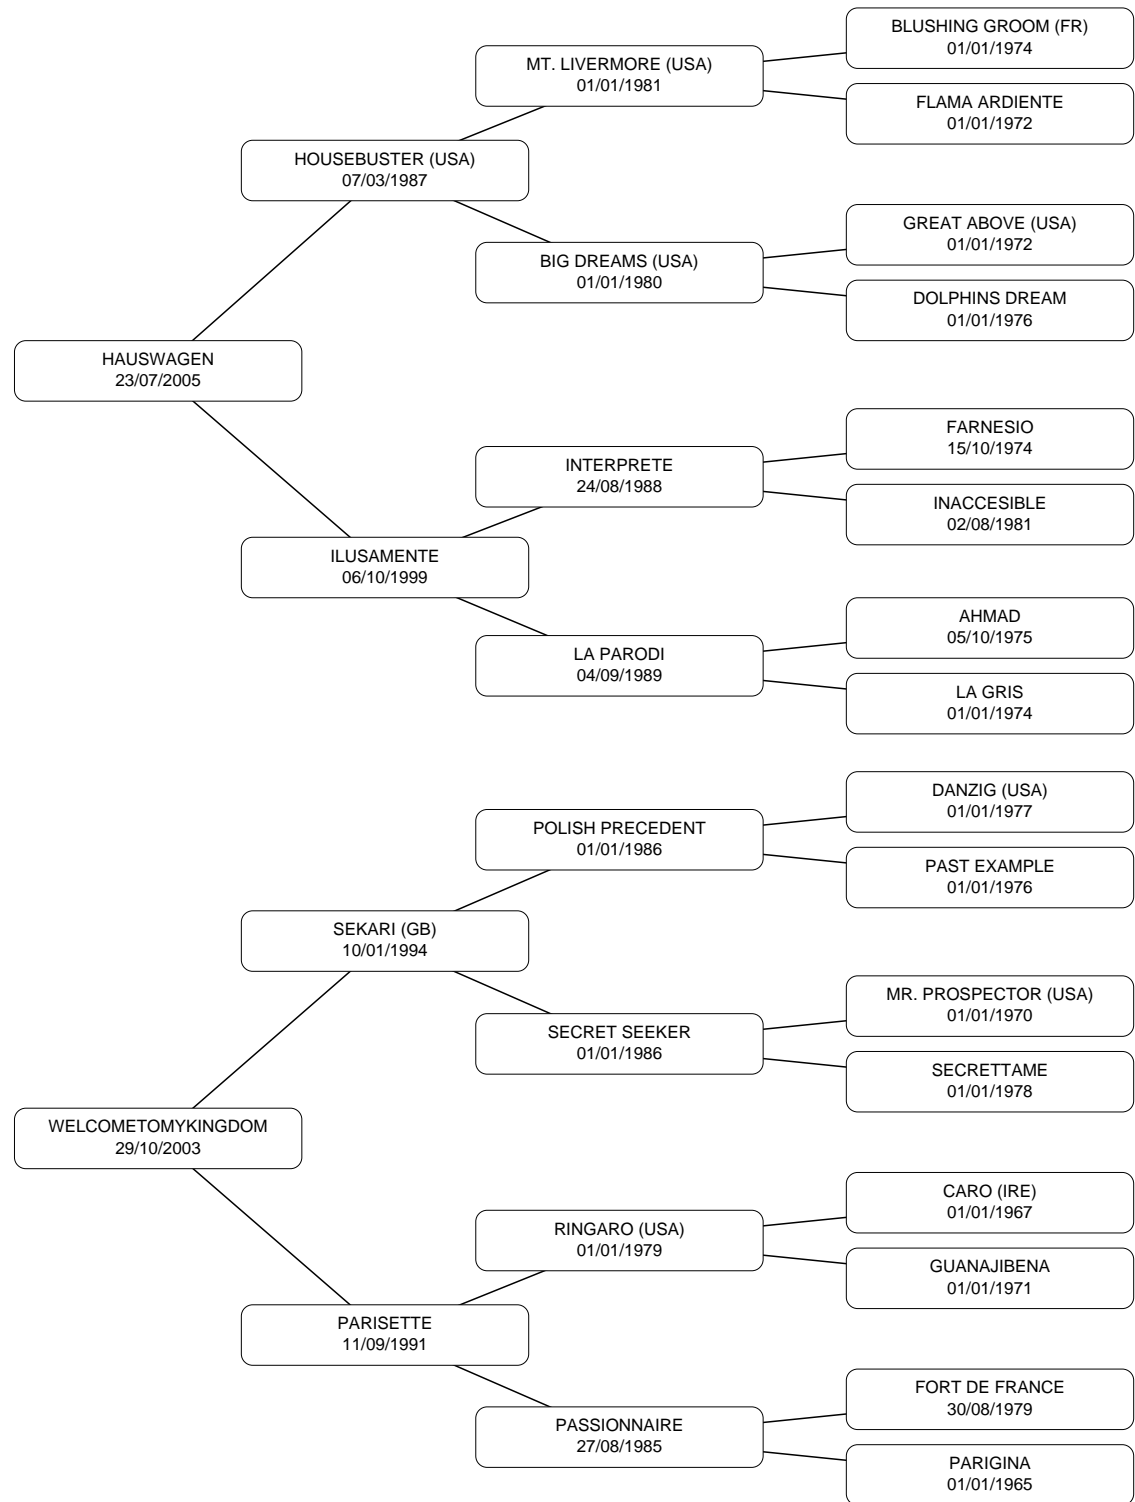 BLUSHING GROOM (FR)
01/01/1974
MT. LIVERMORE (USA)
01/01/1981
FLAMA ARDIENTE
01/01/1972
HOUSEBUSTER (USA)
07/03/1987
GREAT ABOVE (USA)
01/01/1972
BIG DREAMS (USA)
01/01/1980
DOLPHINS DREAM
01/01/1976
HAUSWAGEN
23/07/2005
FARNESIO
15/10/1974
INTERPRETE
24/08/1988
INACCESIBLE
02/08/1981
ILUSAMENTE
06/10/1999
AHMAD
05/10/1975
LA PARODI
04/09/1989
LA GRIS
01/01/1974
DANZIG (USA)
01/01/1977
POLISH PRECEDENT
01/01/1986
PAST EXAMPLE
01/01/1976
SEKARI (GB)
10/01/1994
MR. PROSPECTOR (USA)
01/01/1970
SECRET SEEKER
01/01/1986
SECRETTAME
01/01/1978
WELCOMETOMYKINGDOM
29/10/2003
CARO (IRE)
01/01/1967
RINGARO (USA)
01/01/1979
GUANAJIBENA
01/01/1971
PARISETTE
11/09/1991
FORT DE FRANCE
30/08/1979
PASSIONNAIRE
27/08/1985
PARIGINA
01/01/1965